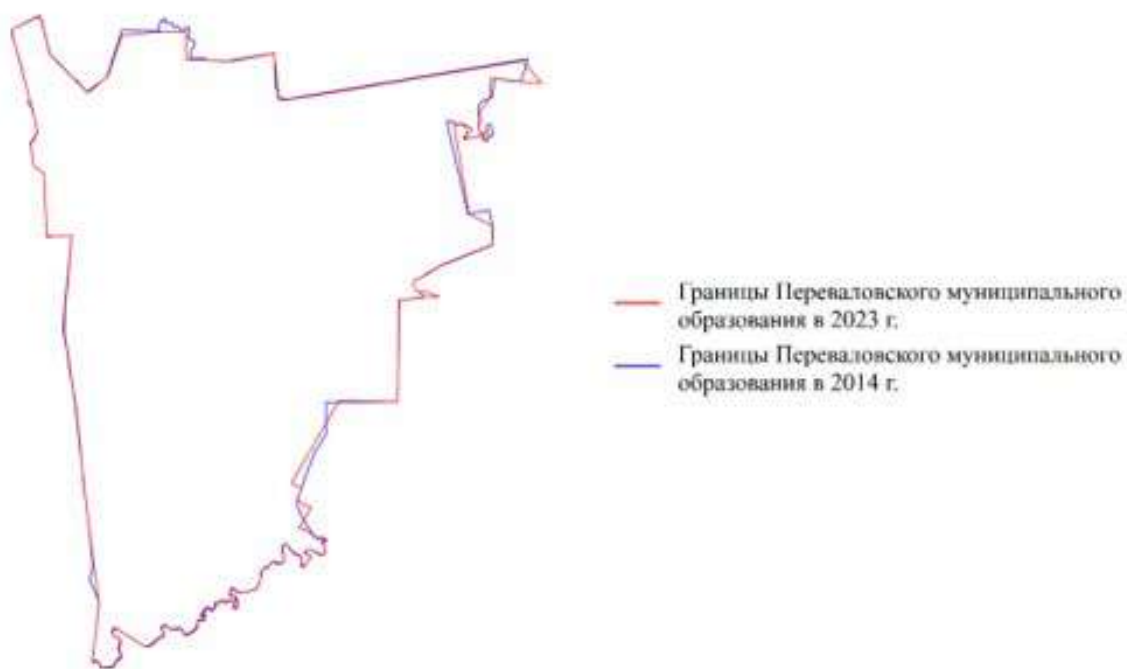 Границы Переваловского муниципального
образования в 2023 г.
Границы Переваловского муниципального
образования в 2014 г.